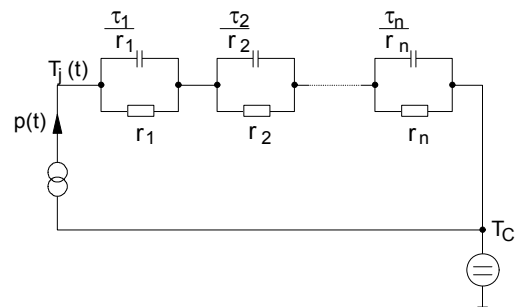 τ1/r1 τ2/r2 τn/rn
Tj(t)
p(t)
r1 r2 rn
TC